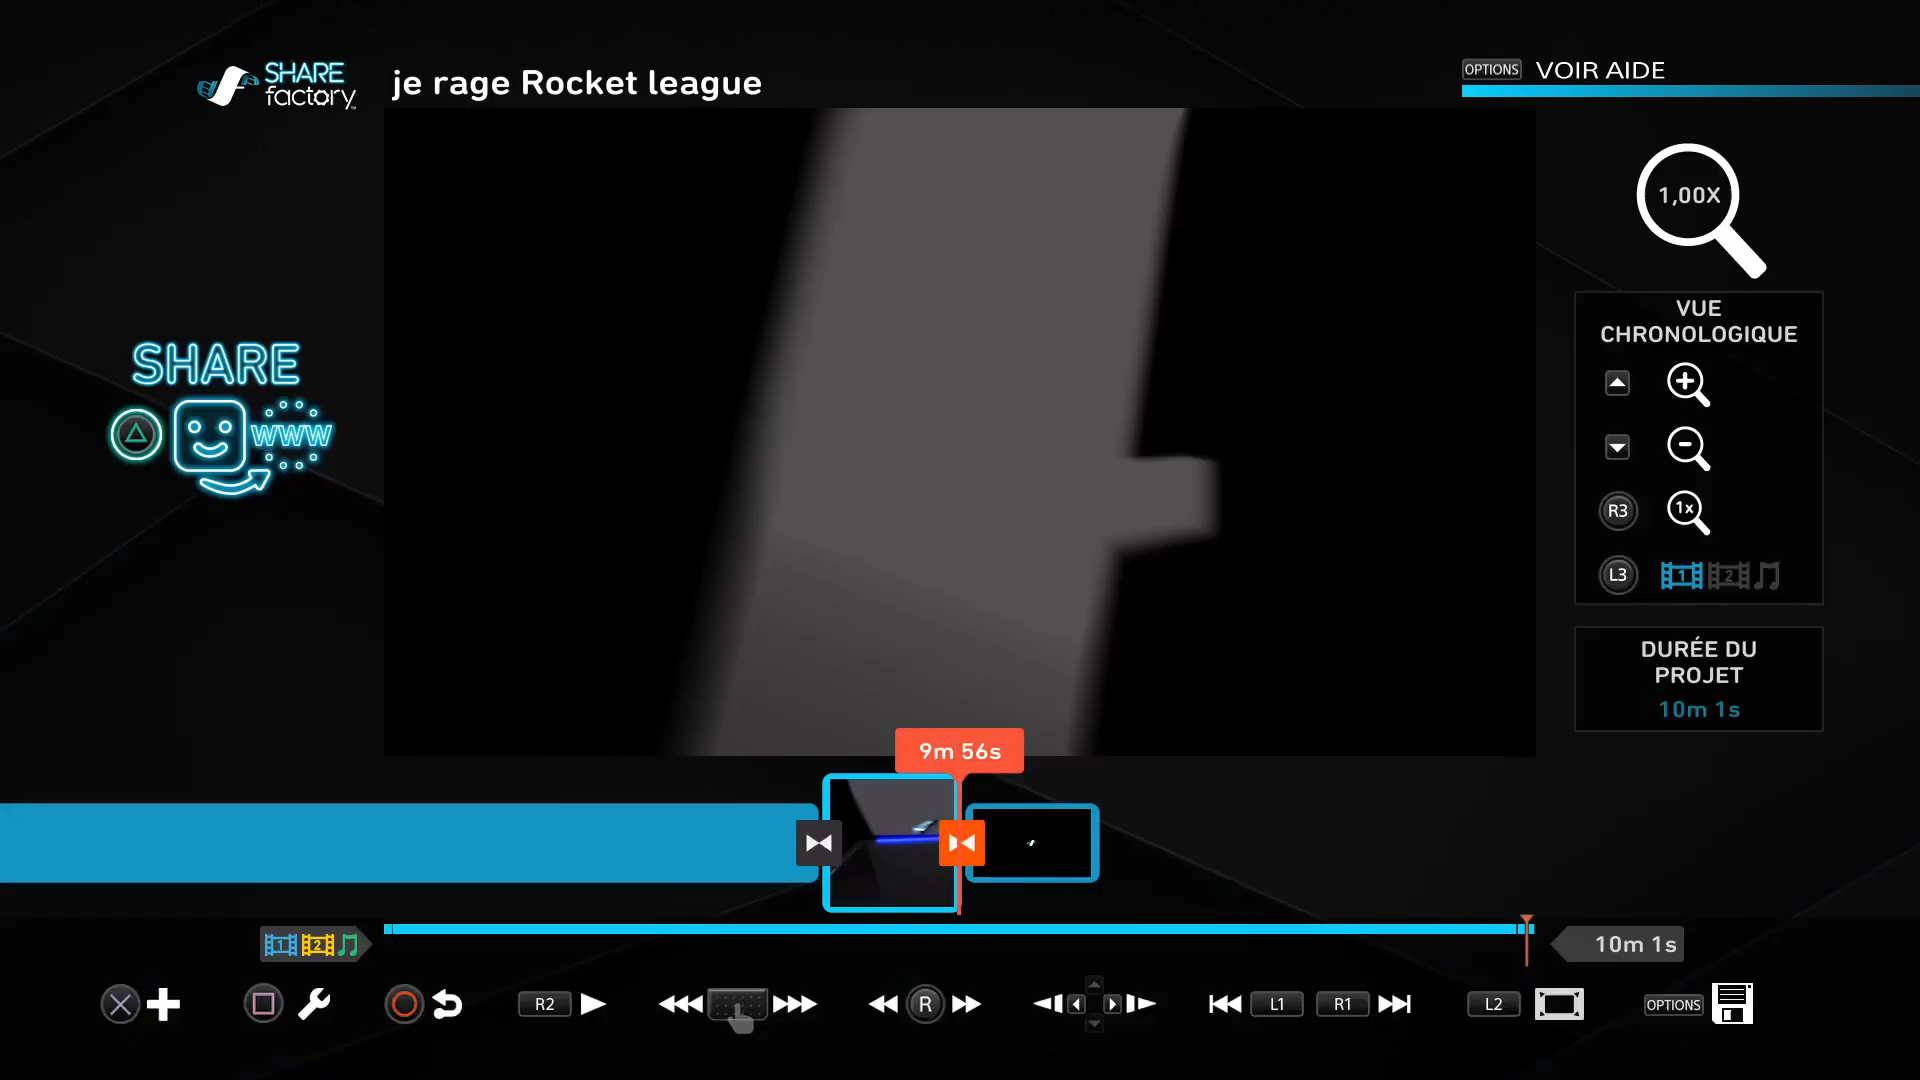 SHARE
factory™
je rage Rocket league
OPTIONS VOIR AIDE
1,00X
VUE
CHRONOLOGIQUE
1x
R3
L3 1 2
DURÉE DU
PROJET
10m 1s
SHARE
www
9m 56s
1 2
10m 1s
R2
R
L1 R1
L2
OPTIONS